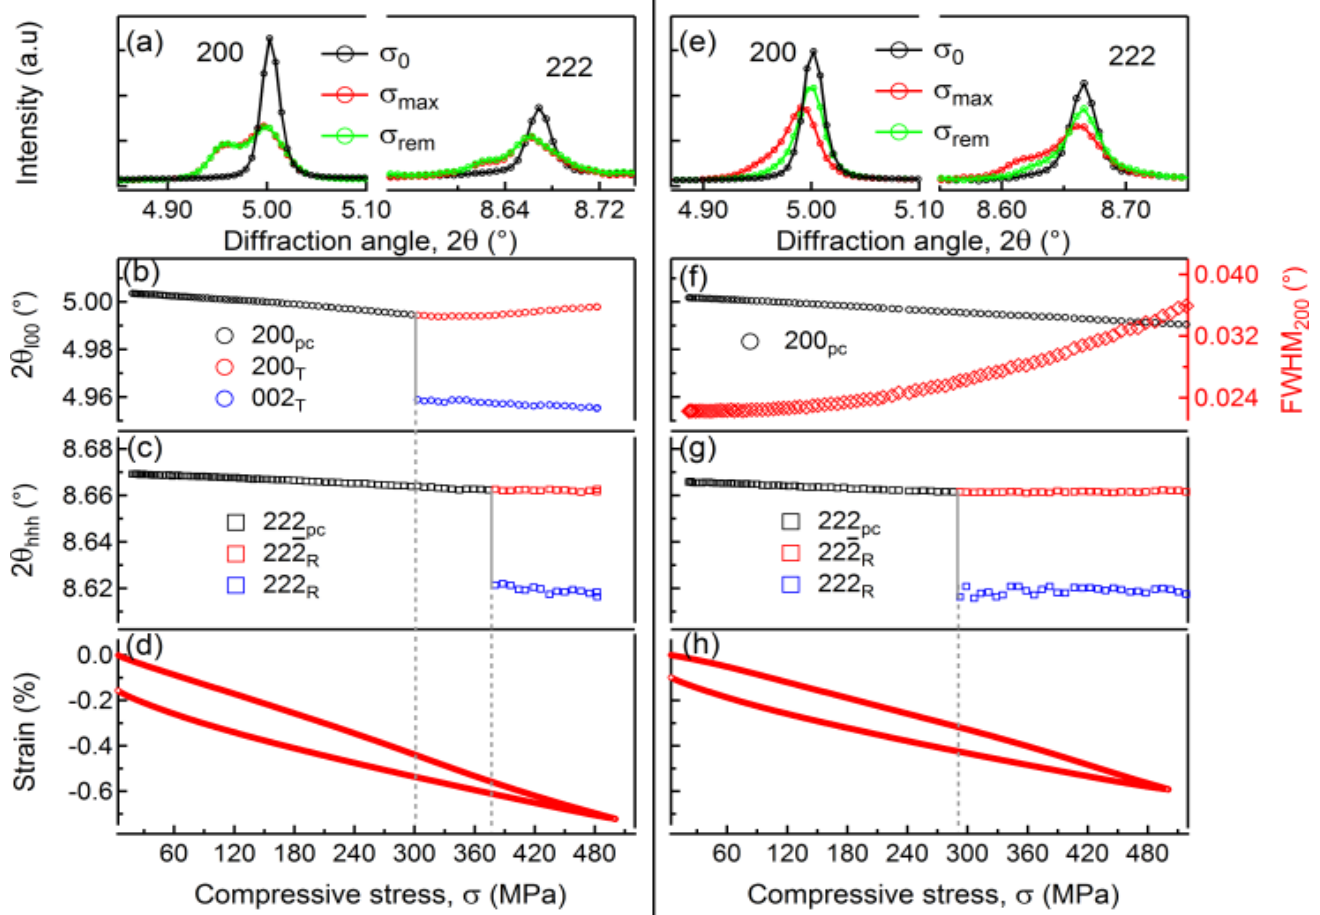 (a)
200
222
σ0
σmax
σrem
Intensity (a.u)
4.90 5.00 5.10 8.64 8.72
Diffraction angle, 2θ (°)
(e)
200
222
σ0
σmax
σrem
4.90 5.00 5.10 8.60 8.70
Diffraction angle, 2θ (°)
(b)
2θl00 (°)
5.00
4.98
4.96
200pc
200T
002T
(f)
200pc
0.040
0.032
0.024
FWHM200 (°)
(c)
2θhhh (°)
8.68
8.66
8.64
8.62
222pc
222̅R
222R
(g)
222pc
22̅2R
222R
(d)
Strain (%)
0.0
-0.2
-0.4
-0.6
60 120 180 240 300 360 420 480
Compressive stress, σ (MPa)
(h)
60 120 180 240 300 360 420 480
Compressive stress, σ (MPa)